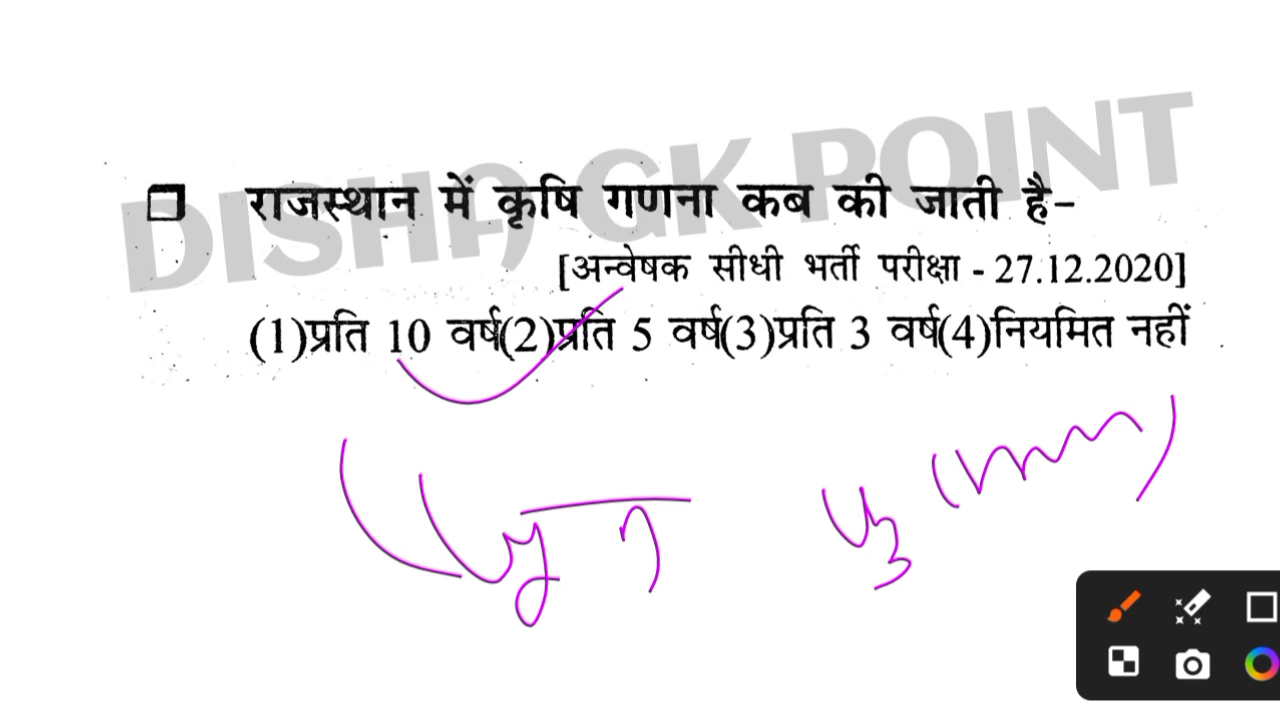 DISHA GK POINT
राजस्थान में कृषि गणना कब की जाती है-
[अन्वेषक सीधी भर्ती परीक्षा - 27.12.2020]
(1)प्रति 10 वर्ष(2)प्रति 5 वर्ष(3)प्रति 3 वर्ष(4)नियमित नहीं